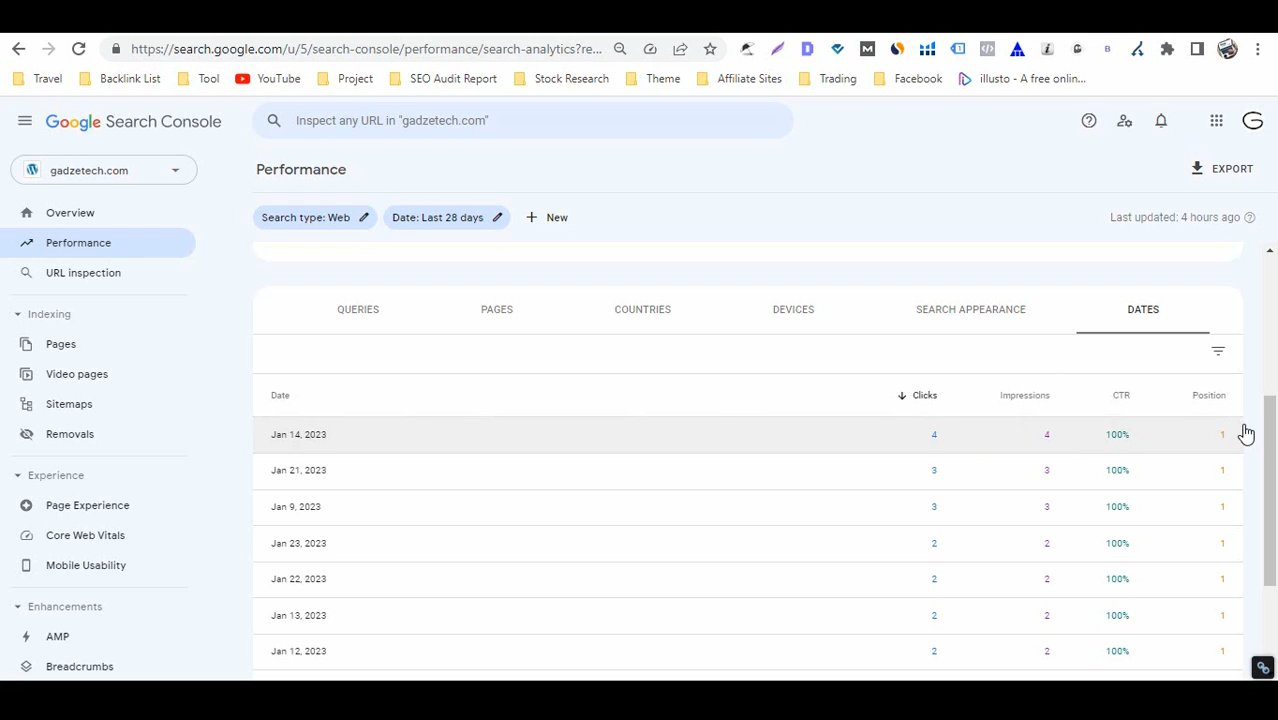 https://search.google.com/u/5/search-console/performance/search-analytics?re...
Travel Backlink List Tool YouTube Project SEO Audit Report Stock Research Theme Affiliate Sites Trading Facebook illusto - A free onlin...
Google Search Console
Inspect any URL in "gadzetech.com"
gadzetech.com
Performance
EXPORT
Overview
Search type: Web
Date: Last 28 days
New
Last updated: 4 hours ago
Performance
URL inspection
Indexing
QUERIES PAGES COUNTRIES DEVICES SEARCH APPEARANCE DATES
Pages
Video pages
Sitemaps
Removals
Experience
Page Experience
Core Web Vitals
Mobile Usability
Enhancements
AMP
Breadcrumbs
Date Clicks Impressions CTR Position
Jan 14, 2023 4 4 100% 1
Jan 21, 2023 3 3 100% 1
Jan 9, 2023 3 3 100% 1
Jan 23, 2023 2 2 100% 1
Jan 22, 2023 2 2 100% 1
Jan 13, 2023 2 2 100% 1
Jan 12, 2023 2 2 100% 1